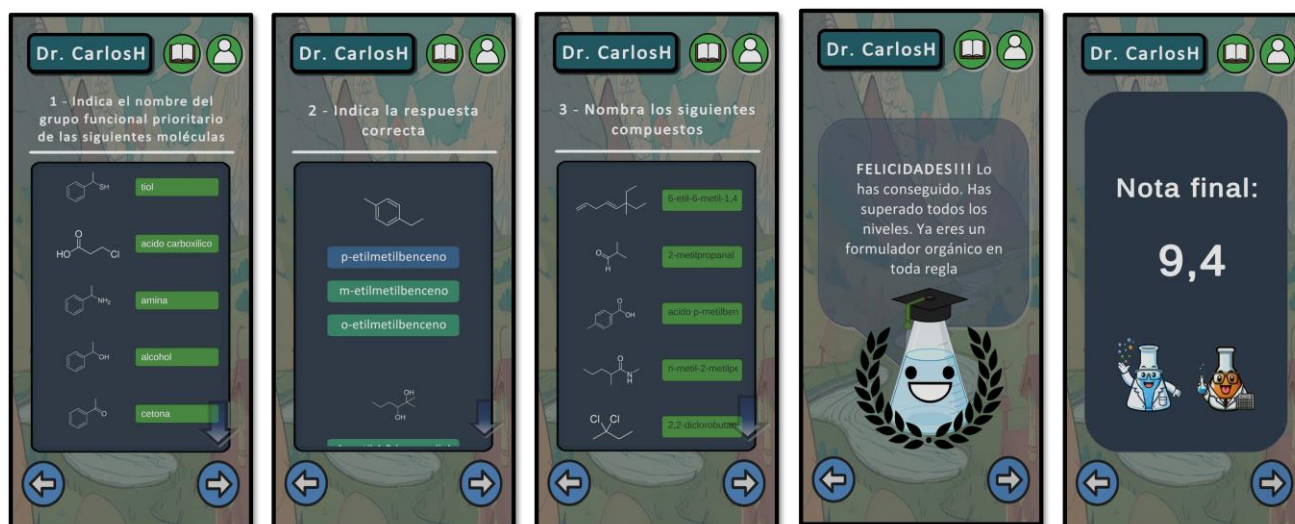 Dr. CarlosH
1 - Indica el nombre del
grupo funcional prioritario
de las siguientes moléculas
SH
tiol
O
HO
Cl
acido carboxilico
NH₂
amina
OH
alcohol
O
cetona
Dr. CarlosH
2 - Indica la respuesta
correcta
p-etilmetilbenceno
m-etilmetilbenceno
o-etilmetilbenceno
OH
OH
Dr. CarlosH
3 - Nombra los siguientes
compuestos
6-etil-6-metil-1,4
O
H
2-metilpropanal
O
OH
acido p-metilben
O
N
H
n-metil-2-metilpe
Cl Cl
2,2-diclorobutan
Dr. CarlosH
FELICIDADES!!! Lo
has conseguido. Has
superado todos los
niveles. Ya eres un
formulador orgánico en
toda regla
Dr. CarlosH
Nota final:
9,4